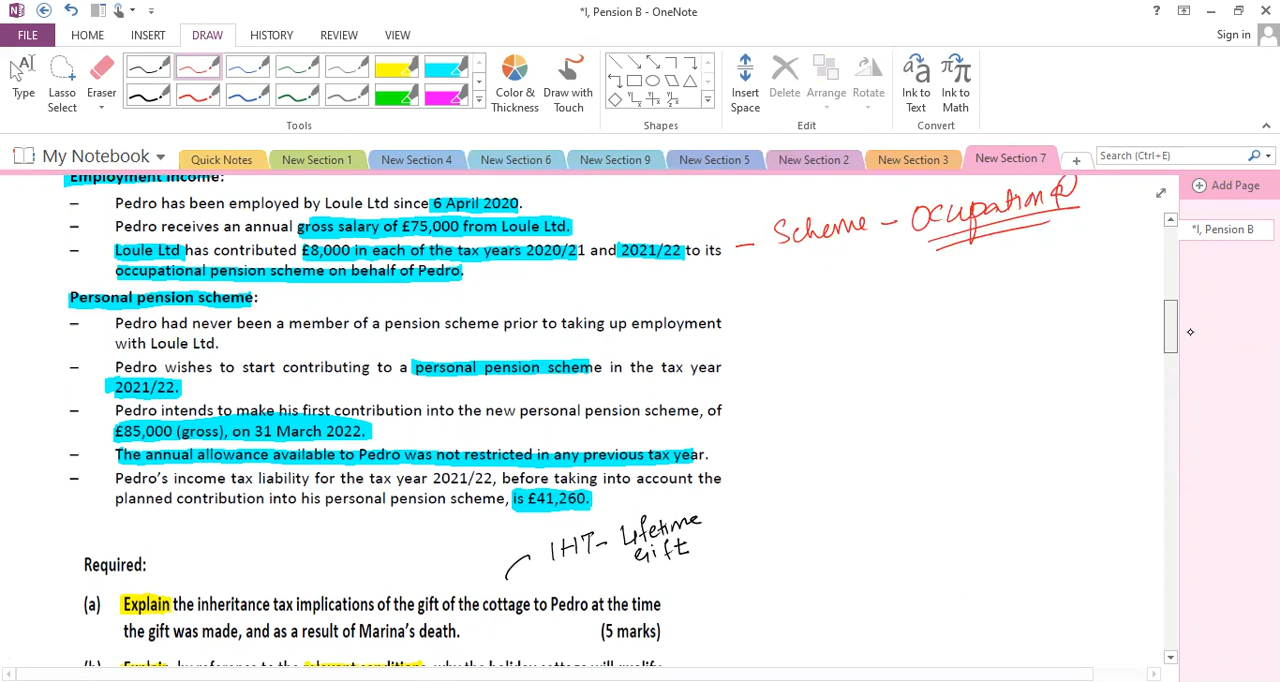 *I, Pension B - OneNote
?
Sign in
FILE HOME INSERT DRAW HISTORY REVIEW VIEW
Type
Lasso Select
Eraser
Color & Thickness
Draw with Touch
Insert Space
Delete
Arrange
Rotate
Ink to Text
Ink to Math
Tools
Shapes
Edit
Convert
My Notebook
Quick Notes
New Section 1
New Section 4
New Section 6
New Section 9
New Section 5
New Section 2
New Section 3
New Section 7
Search (Ctrl+E)
Add Page
*I, Pension B
Employment income:
– Pedro has been employed by Loule Ltd since 6 April 2020.
– Pedro receives an annual gross salary of £75,000 from Loule Ltd.
– Loule Ltd has contributed £8,000 in each of the tax years 2020/21 and 2021/22 to its
occupational pension scheme on behalf of Pedro.
– Scheme – Occupational
Personal pension scheme:
– Pedro had never been a member of a pension scheme prior to taking up employment
with Loule Ltd.
– Pedro wishes to start contributing to a personal pension scheme in the tax year
2021/22.
– Pedro intends to make his first contribution into the new personal pension scheme, of
£85,000 (gross), on 31 March 2022.
– The annual allowance available to Pedro was not restricted in any previous tax year.
– Pedro's income tax liability for the tax year 2021/22, before taking into account the
planned contribution into his personal pension scheme, is £41,260.
IHT- Lifetime
Gift
Required:
(a) Explain the inheritance tax implications of the gift of the cottage to Pedro at the time
the gift was made, and as a result of Marina's death. (5 marks)
(b) Explain, by reference to the relevant conditions, why the holiday cottage will qualify